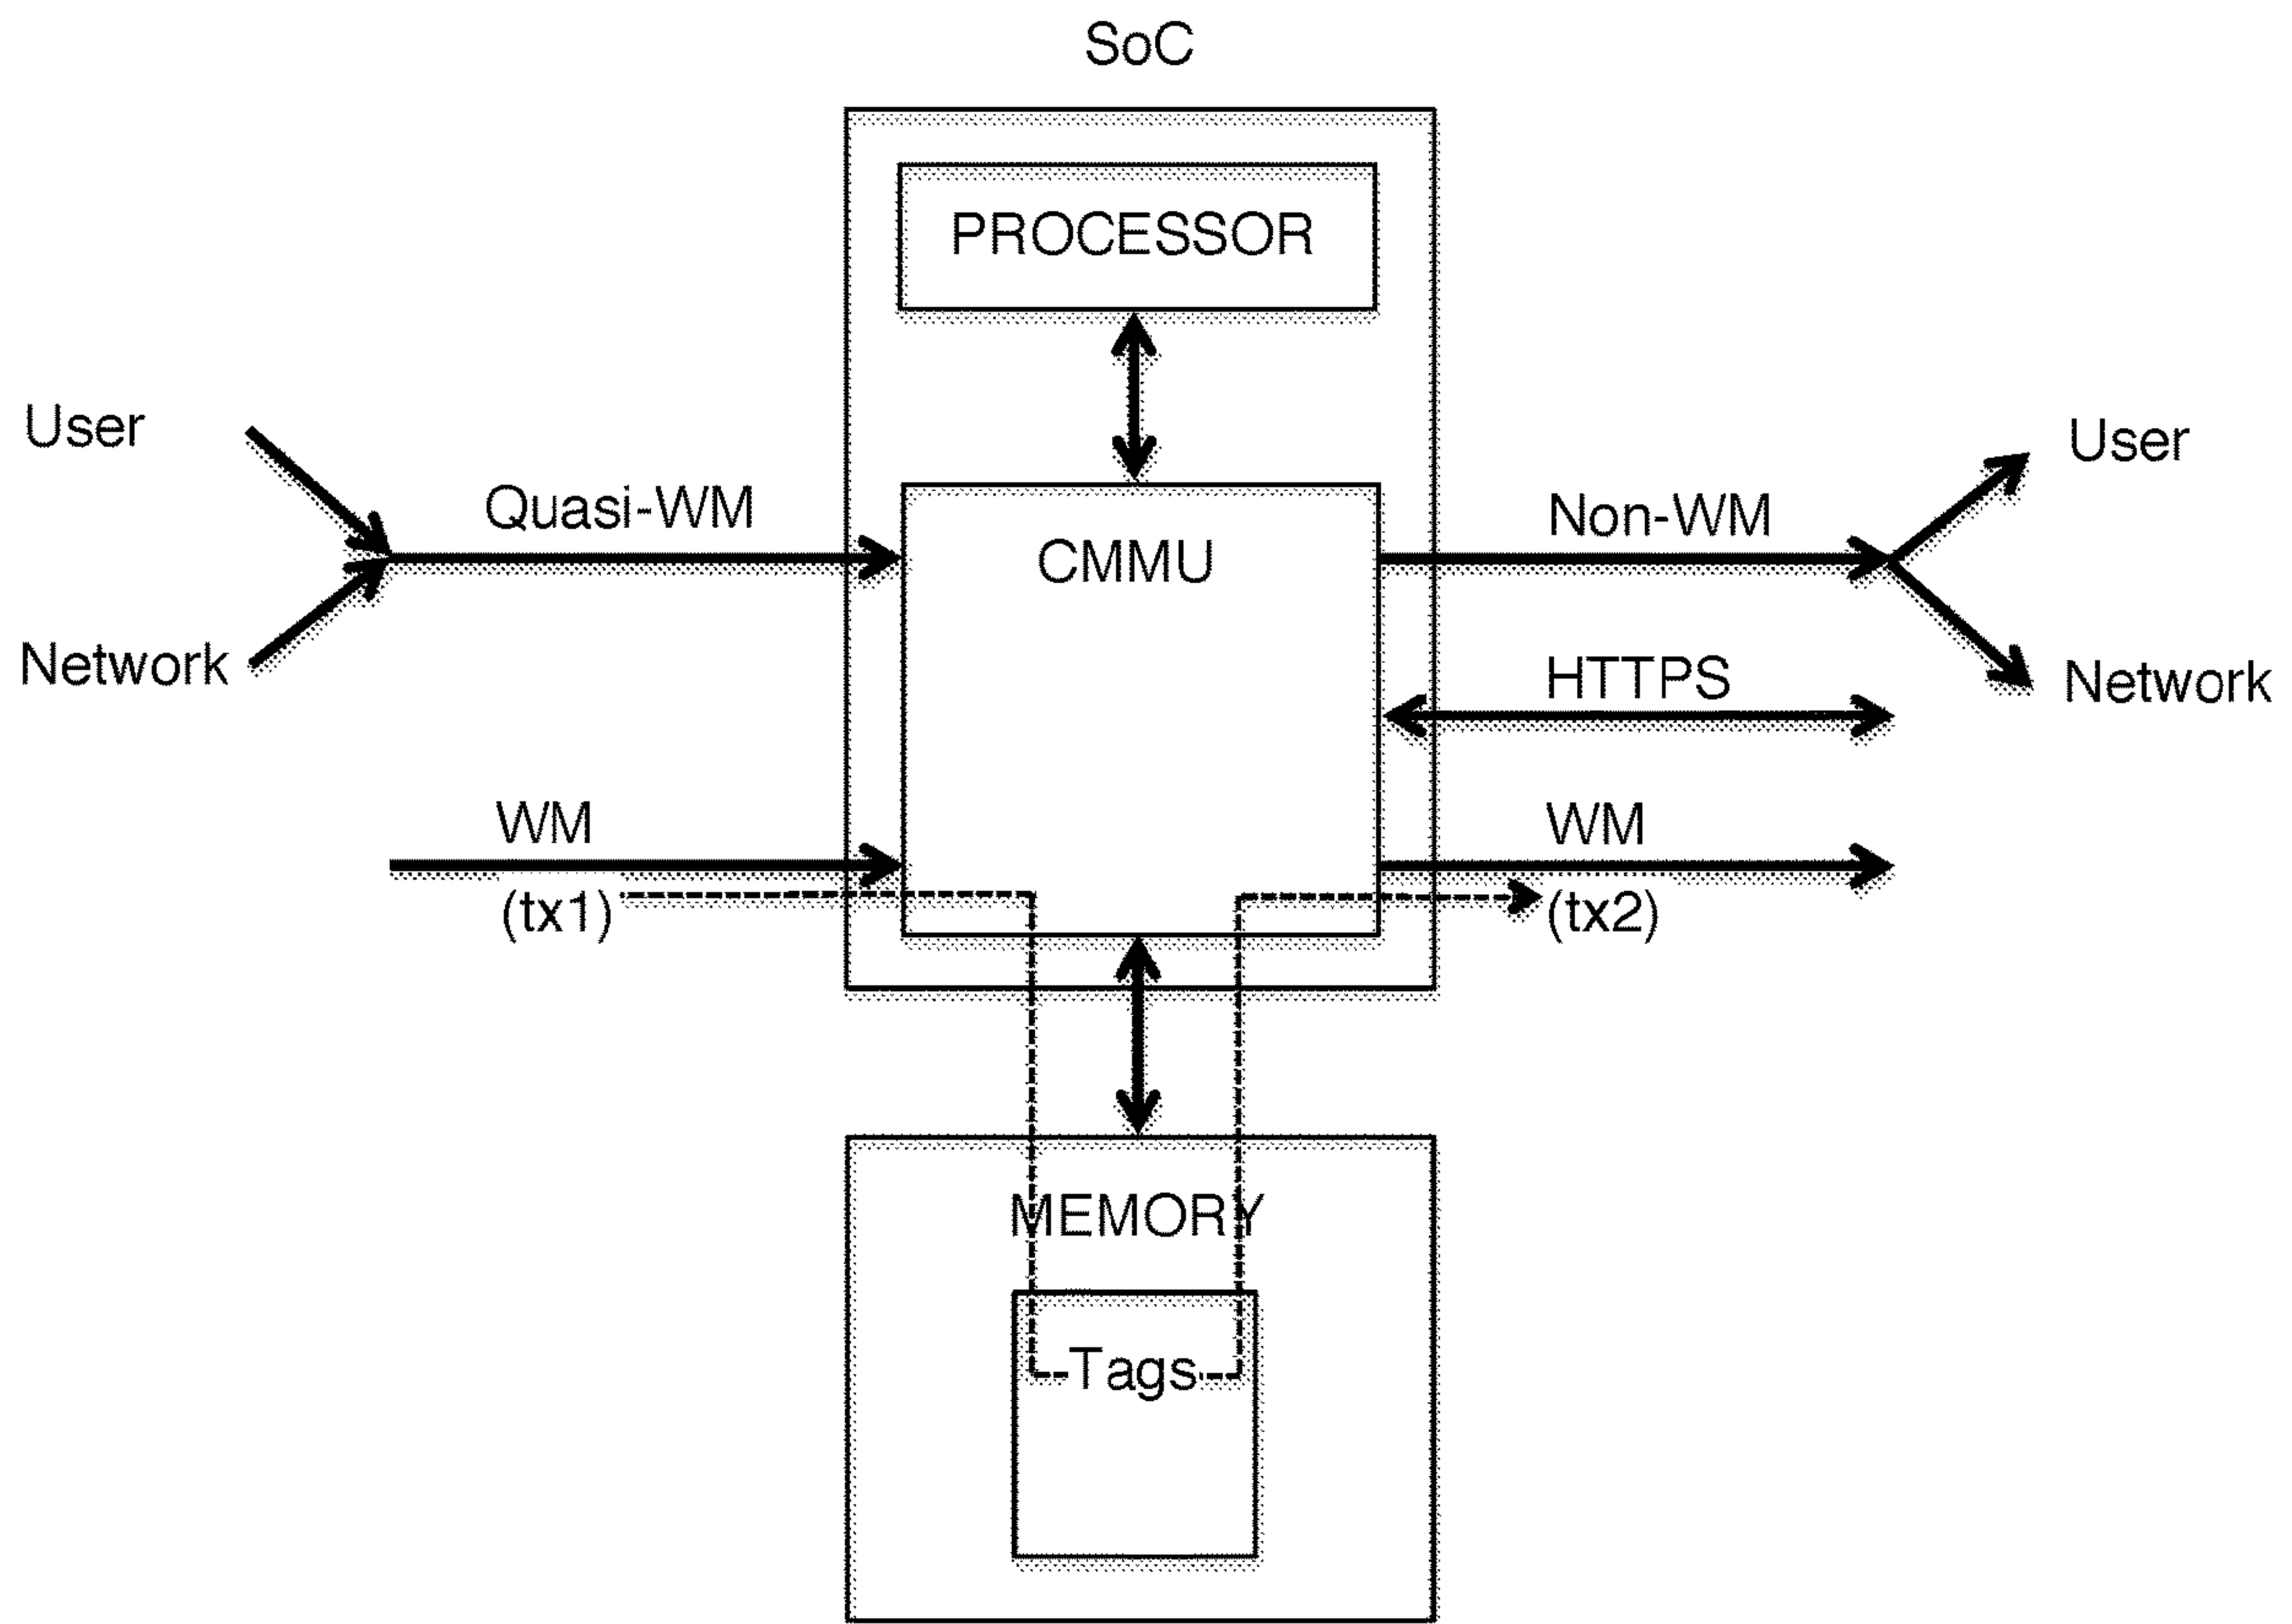 SoC
PROCESSOR
User
User
Quasi-WM
Non-WM
CMMU
Network
HTTPS
Network
WM
WM
(tx1)
(tx2)
MEMORY
Tags